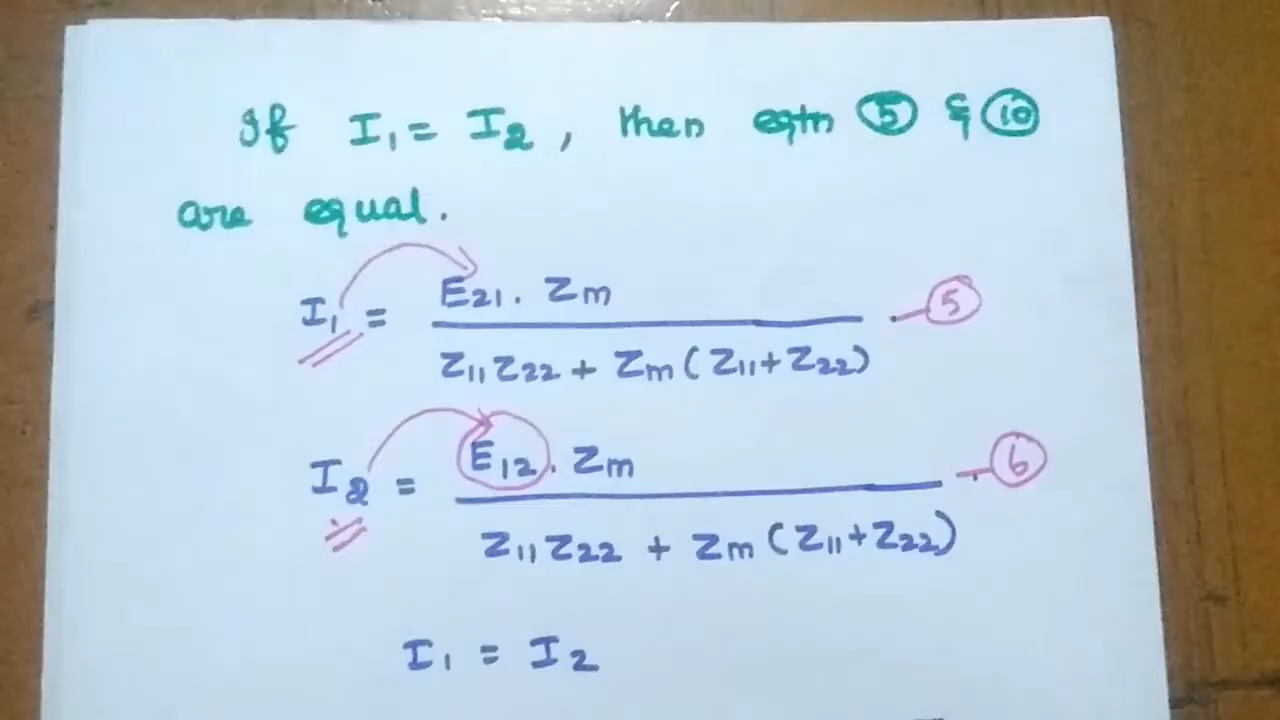 If I₁ = I₂, then eqtn ⑤ & ⑩
are equal.
I₁ = E₂₁. Zm / Z₁₁Z₂₂ + Zm(Z₁₁+Z₂₂) — ⑤
I₂ = E₁₂. Zm / Z₁₁Z₂₂ + Zm(Z₁₁+Z₂₂) — ⑥
I₁ = I₂